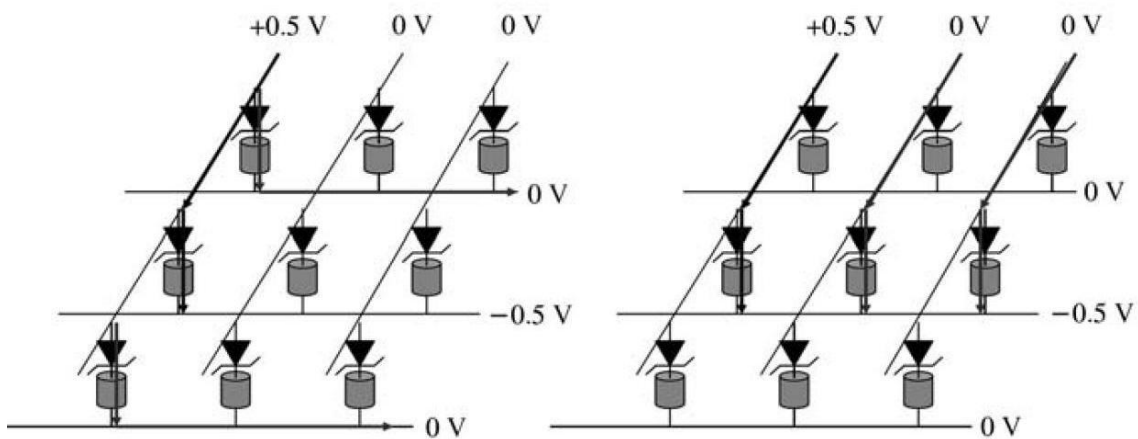 +0.5 V 0 V 0 V +0.5 V 0 V 0 V
0 V 0 V
−0.5 V −0.5 V
0 V 0 V